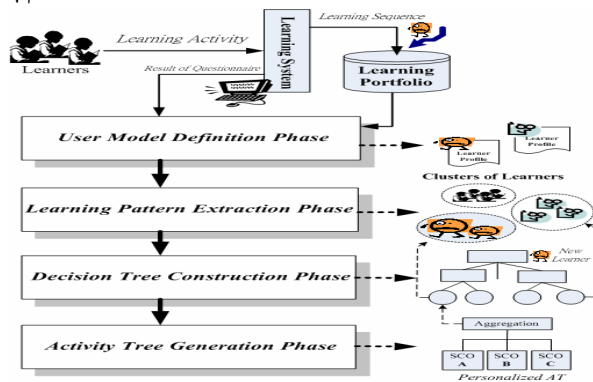 Learning Sequence
Learning Activity
Learning System
Learners
Result of Questionnaire
Learning
Portfolio
User Model Definition Phase
Learner
Profile
Learner
Profile
Clusters of Learners
Learning Pattern Extraction Phase
New
Learner
Decision Tree Construction Phase
Aggregation
Activity Tree Generation Phase
SCO
A
SCO
B
SCO
C
Personalized AT